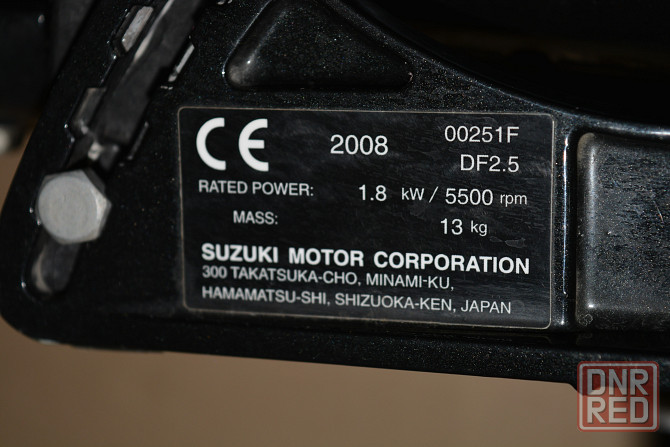 CE 2008 00251F
DF2.5
RATED POWER: 1.8 kW / 5500 rpm
MASS: 13 kg
SUZUKI MOTOR CORPORATION
300 TAKATSUKA-CHO, MINAMI-KU,
HAMAMATSU-SHI, SHIZUOKA-KEN, JAPAN
DNR
RED